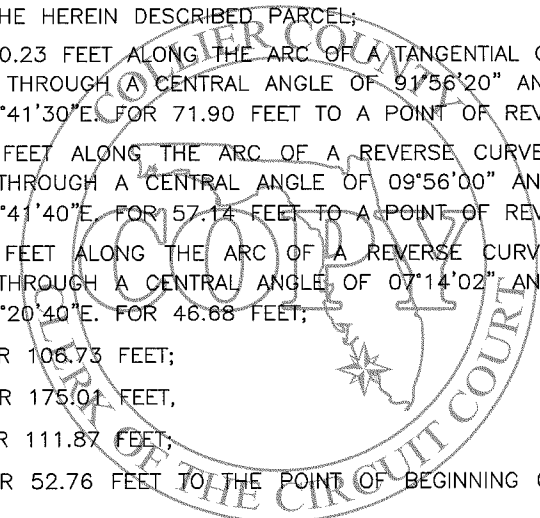 THE HEREIN DESCRIBED PARCEL;
0.23 FEET ALONG THE ARC OF A TANGENTIAL C
THROUGH A CENTRAL ANGLE OF 91°56'20" AN
°41'30"E. FOR 71.90 FEET TO A POINT OF REV
FEET ALONG THE ARC OF A REVERSE CURVE
THROUGH A CENTRAL ANGLE OF 09°56'00" AN
°41'40"E. FOR 57.14 FEET TO A POINT OF REV
FEET ALONG THE ARC OF A REVERSE CURV
THROUGH A CENTRAL ANGLE OF 07°14'02" AN
°20'40"E. FOR 46.68 FEET;
R 106.73 FEET;
R 175.01 FEET,
R 111.87 FEET;
R 52.76 FEET TO THE POINT OF BEGINNING O
COLLIER COUNTY
COPY
CLERK OF THE CIRCUIT COURT